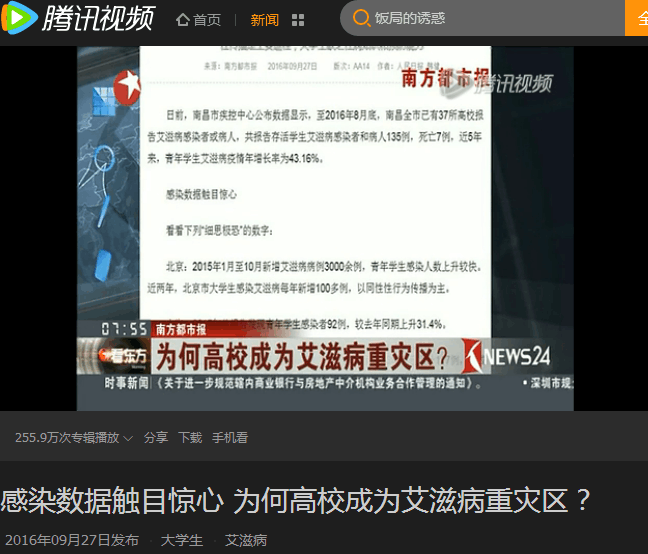 腾讯视频 首页 新闻 饭局的诱惑 全
来源：南方都市报 2016年09月27日 版次：AA14 作者：人民日报
南方都市报
腾讯视频
日前，南昌市疾控中心公布数据显示，至2016年8月底，南昌全市已有37所高校报
告艾滋病感染者或病人，共报告存活学生艾滋病感染者和病人135例，死亡7例，近5年
来，青年学生艾滋病疫情年增长率为43.16%。
感染数据触目惊心
看看下列“细思极恐”的数字：
北京：2015年1月至10月新增艾滋病病例3000余例，青年学生感染人数上升较快。
近两年，北京市大学生感染艾滋病每年新增100多例，以同性性行为传播为主。
青年学生感染者92例，较去年同期上升31.4%。
07:55 南方都市报
看东方 为何高校成为艾滋病重灾区？ NEWS24
时事新闻 《关于进一步规范辖内商业银行与房地产中介机构业务合作管理的通知》。 • 深圳市规
255.9万次专辑播放 分享 下载 手机看
感染数据触目惊心 为何高校成为艾滋病重灾区？
2016年09月27日发布 大学生 艾滋病